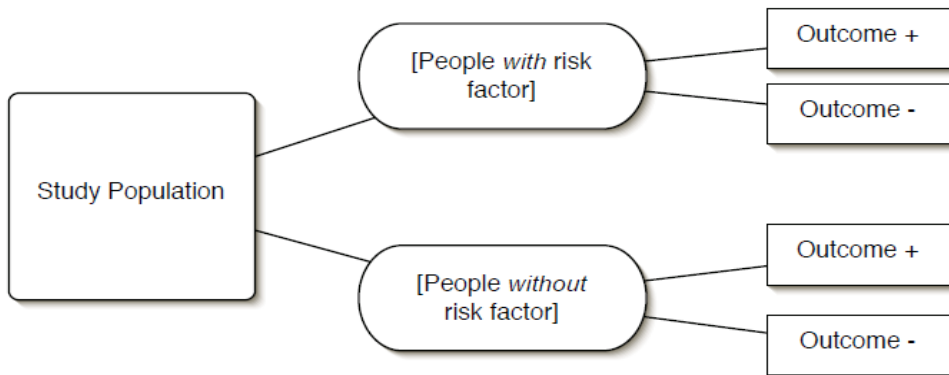 Study Population
[People with risk
factor]
Outcome +
Outcome -
[People without
risk factor]
Outcome +
Outcome -